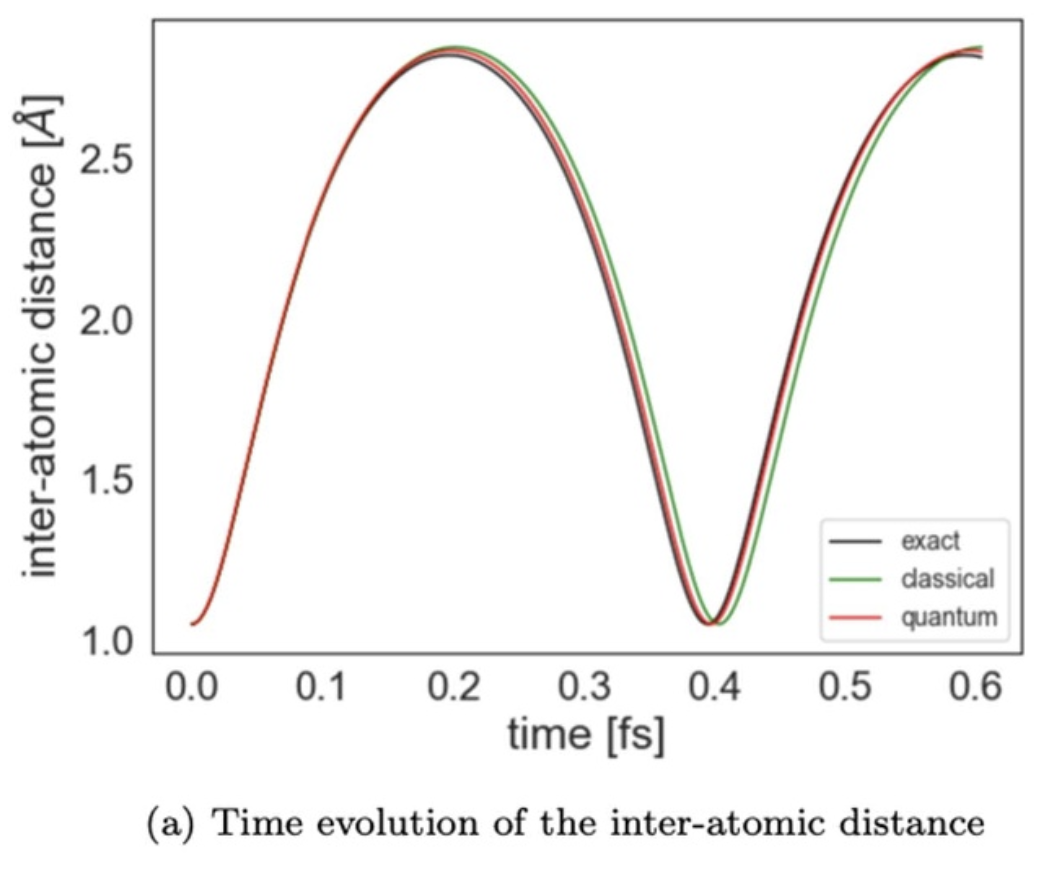 inter-atomic distance [Å]
2.5
2.0
1.5
1.0
exact
classical
quantum
0.0 0.1 0.2 0.3 0.4 0.5 0.6
time [fs]
(a) Time evolution of the inter-atomic distance